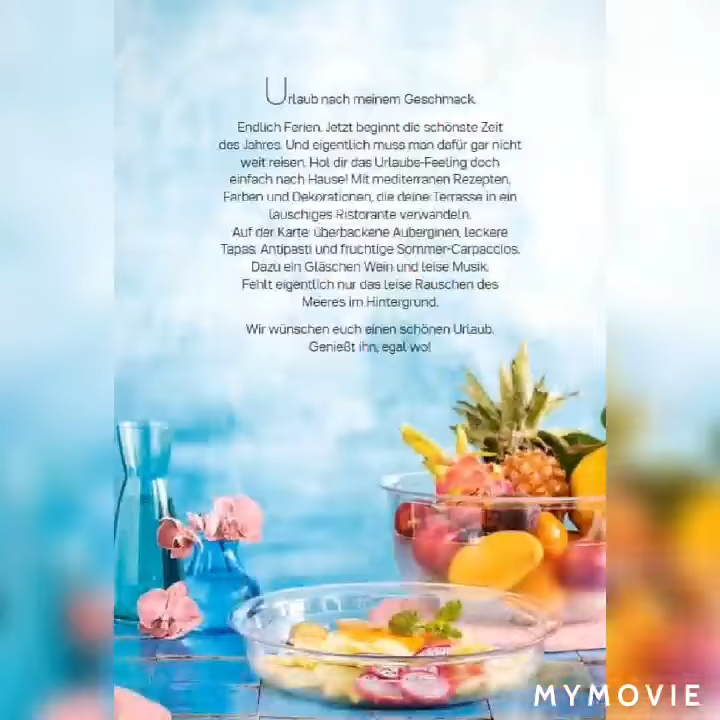 Urlaub nach meinem Geschmack.
Endlich Ferien. Jetzt beginnt die schönste Zeit
des Jahres. Und eigentlich muss man dafür gar nicht
weit reisen. Hol dir das Urlaubs-Feeling doch
einfach nach Hause! Mit mediterranen Rezepten,
Farben und Dekorationen, die deine Terrasse in ein
lauschiges Ristorante verwandeln.
Auf der Karte: überbackene Auberginen, leckere
Tapas, Antipasti und fruchtige Sommer-Carpaccios.
Dazu ein Gläschen Wein und leise Musik.
Fehlt eigentlich nur das leise Rauschen des
Meeres im Hintergrund.
Wir wünschen euch einen schönen Urlaub.
Genießt ihn, egal wo!
MYMOVIE